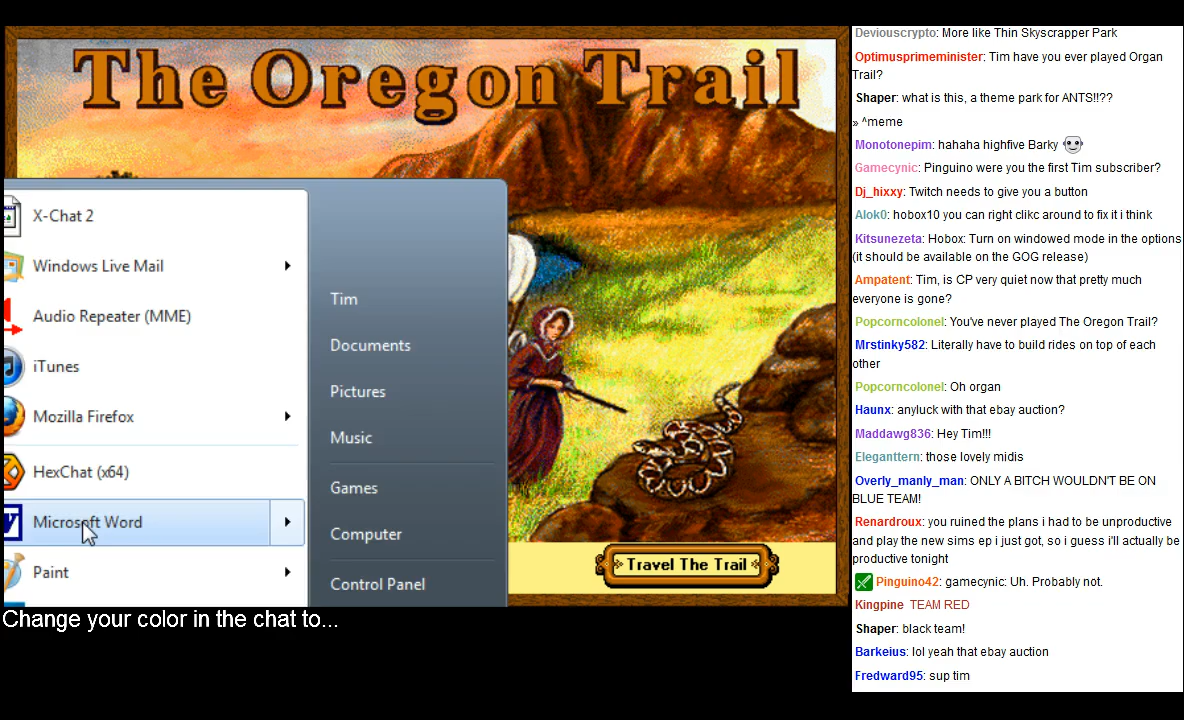 The Oregon Trail
X-Chat 2
Windows Live Mail
Audio Repeater (MME)
iTunes
Mozilla Firefox
HexChat (x64)
Microsoft Word
Paint
Tim
Documents
Pictures
Music
Games
Computer
Control Panel
Travel The Trail
Change your color in the chat to...
Deviouscrypto: More like Thin Skyscrapper Park
Optimusprimeminister: Tim have you ever played Organ
Trail?
Shaper: what is this, a theme park for ANTS!!??
» ^meme
Monotonepim: hahaha highfive Barky
Gamecynic: Pinguino were you the first Tim subscriber?
Dj_hixxy: Twitch needs to give you a button
Alok0: hobox10 you can right clikc around to fix it i think
Kitsunezeta: Hobox: Turn on windowed mode in the options
(it should be available on the GOG release)
Ampatent: Tim, is CP very quiet now that pretty much
everyone is gone?
Popcorncolonel: You've never played The Oregon Trail?
Mrstinky582: Literally have to build rides on top of each
other
Popcorncolonel: Oh organ
Haunx: anyluck with that ebay auction?
Maddawg836: Hey Tim!!!
Eleganttern: those lovely midis
Overly_manly_man: ONLY A BITCH WOULDN'T BE ON
BLUE TEAM!
Renardroux: you ruined the plans i had to be unproductive
and play the new sims ep i just got, so i guess i'll actually be
productive tonight
Pinguino42: gamecynic: Uh. Probably not.
Kingpine TEAM RED
Shaper: black team!
Barkeius: lol yeah that ebay auction
Fredward95: sup tim